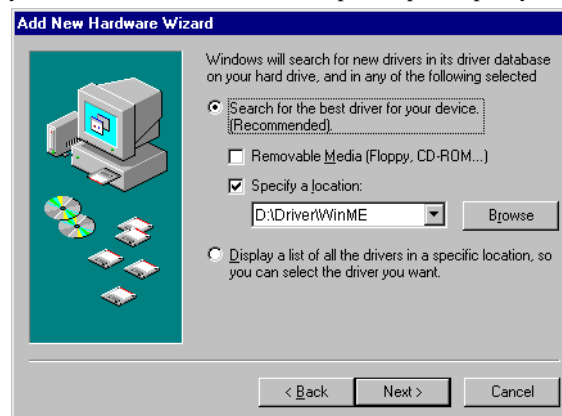 Add New Hardware Wizard
Windows will search for new drivers in its driver database
on your hard drive, and in any of the following selected
Search for the best driver for your device.
(Recommended).
Removable Media (Floppy, CD-ROM...)
Specify a location:
D:\Driver\WinME
Browse
Display a list of all the drivers in a specific location, so
you can select the driver you want.
< Back
Next >
Cancel